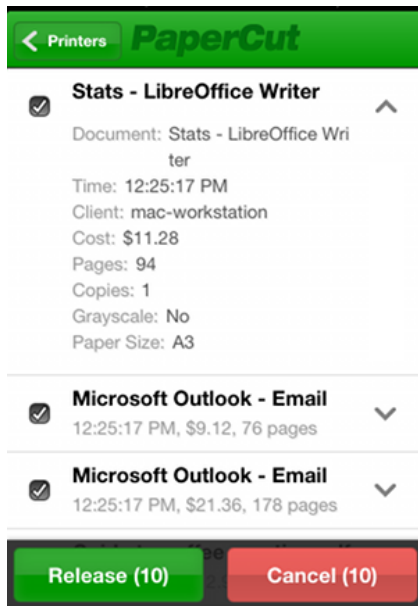 Printers PaperCut
Stats - LibreOffice Writer
Document: Stats - LibreOffice Wri
ter
Time: 12:25:17 PM
Client: mac-workstation
Cost: $11.28
Pages: 94
Copies: 1
Grayscale: No
Paper Size: A3
Microsoft Outlook - Email
12:25:17 PM, $9.12, 76 pages
Microsoft Outlook - Email
12:25:17 PM, $21.36, 178 pages
Release (10) Cancel (10)